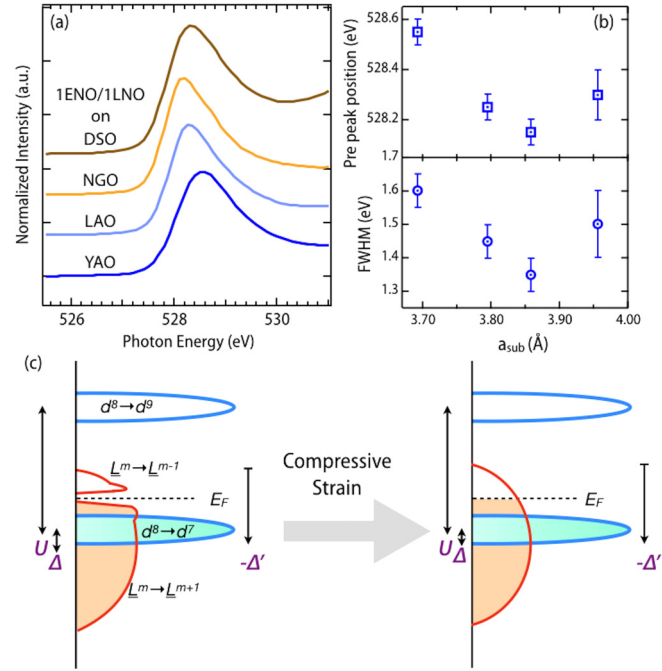 (a)
Normalized Intensity (a.u.)
1ENO/1LNO
on
DSO
NGO
LAO
YAO
526 528 530
Photon Energy (eV)
(b)
Pre peak position (eV)
528.6
528.4
528.2
1.7
FWHM (eV)
1.6
1.5
1.4
1.3
3.70 3.80 3.90 4.00
a_sub (Å)
(c)
d⁸→d⁹
L̲ᵐ→L̲ᵐ⁻¹
E_F
d⁸→d⁷
U
Δ
-Δ'
L̲ᵐ→L̲ᵐ⁺¹
Compressive
Strain
E_F
U
Δ
-Δ'